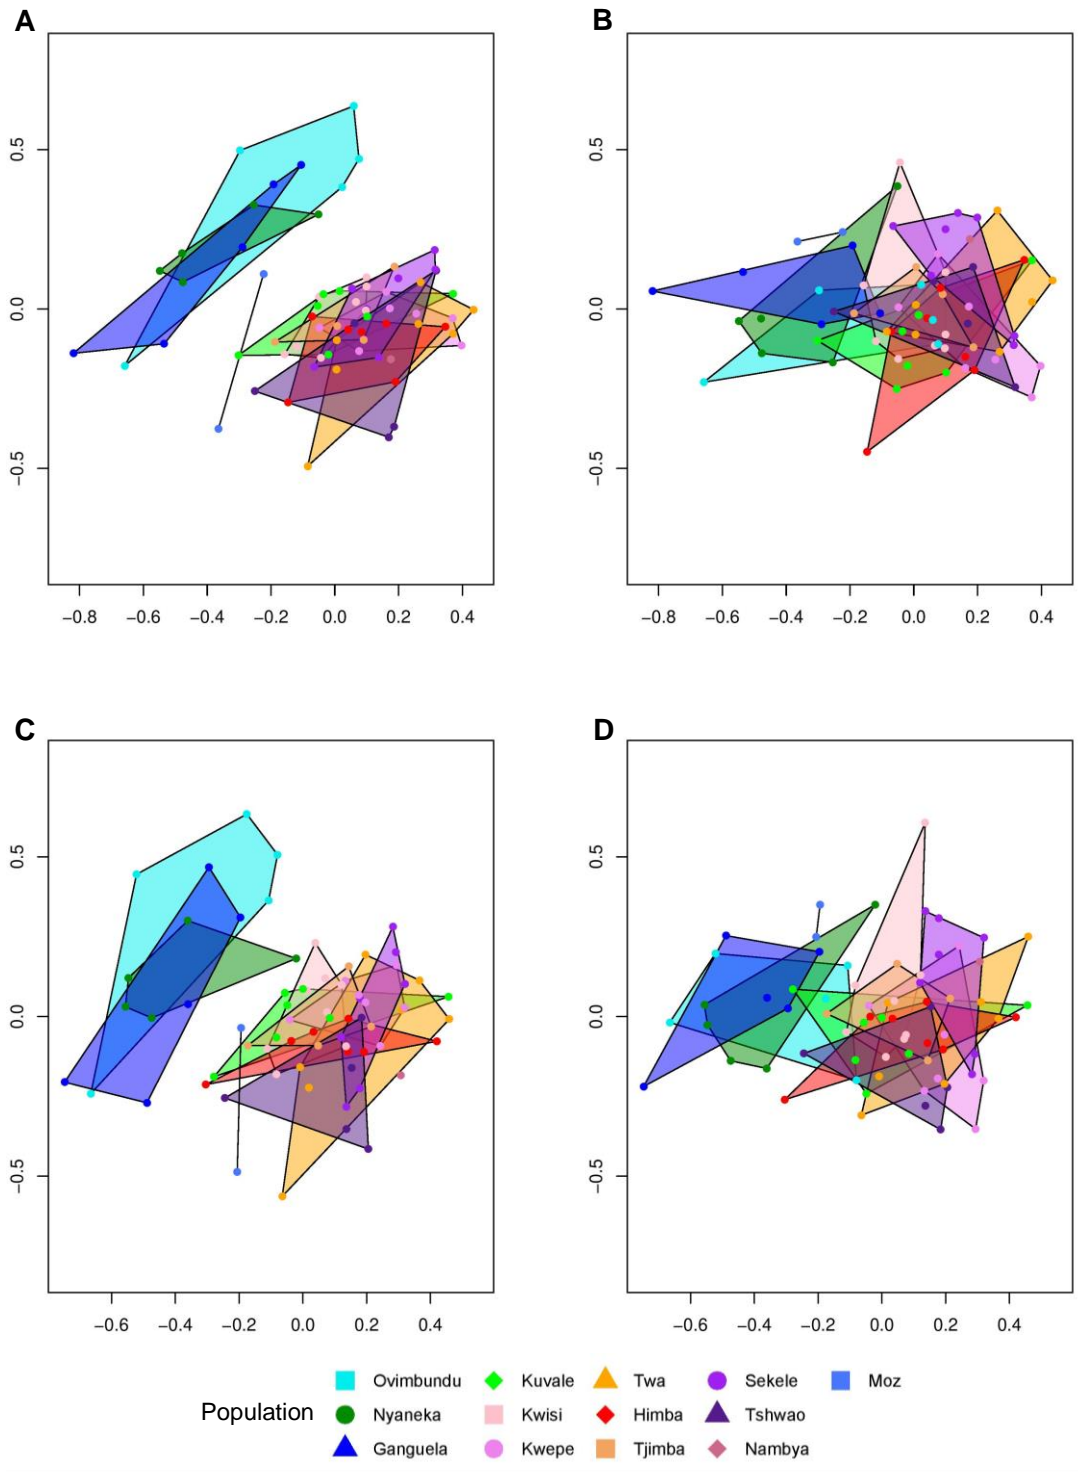 A
B
0.5
0.0
−0.5
−0.8 −0.6 −0.4 −0.2 0.0 0.2 0.4
0.5
0.0
−0.5
−0.8 −0.6 −0.4 −0.2 0.0 0.2 0.4
C
D
0.5
0.0
−0.5
−0.6 −0.4 −0.2 0.0 0.2 0.4
0.5
0.0
−0.5
−0.6 −0.4 −0.2 0.0 0.2 0.4
Population
Ovimbundu Kuvale Twa Sekele Moz
Nyaneka Kwisi Himba Tshwao
Ganguela Kwepe Tjimba Nambya